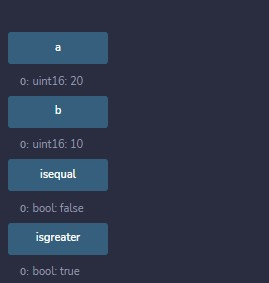 a
0: uint16: 20
b
0: uint16: 10
isequal
0: bool: false
isgreater
0: bool: true